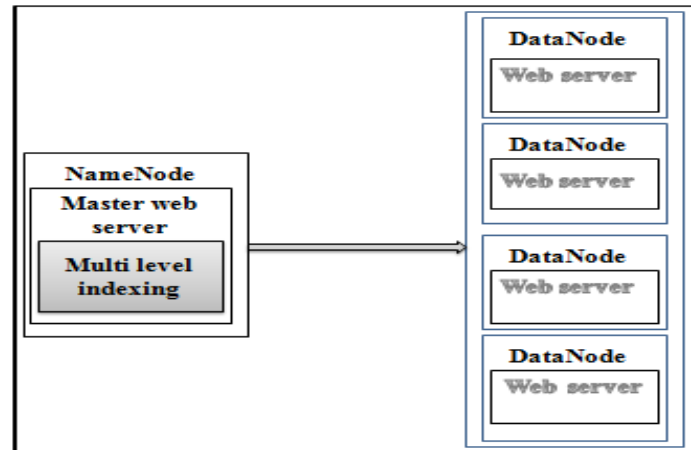 NameNode
Master web
server
Multi level
indexing
DataNode
Web server
DataNode
Web server
DataNode
Web server
DataNode
Web server